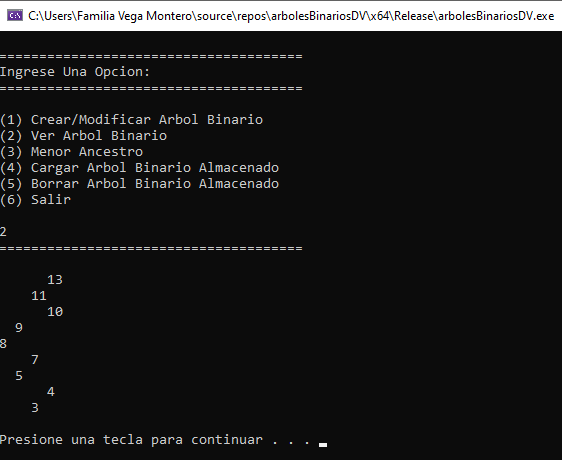 C:\Users\Familia Vega Montero\source\repos\arbolesBinariosDV\x64\Release\arbolesBinariosDV.exe
======================================
Ingrese Una Opcion:
======================================
(1) Crear/Modificar Arbol Binario
(2) Ver Arbol Binario
(3) Menor Ancestro
(4) Cargar Arbol Binario Almacenado
(5) Borrar Arbol Binario Almacenado
(6) Salir
2
======================================
      13
    11
      10
  9
8
    7
  5
      4
    3
Presione una tecla para continuar . . .